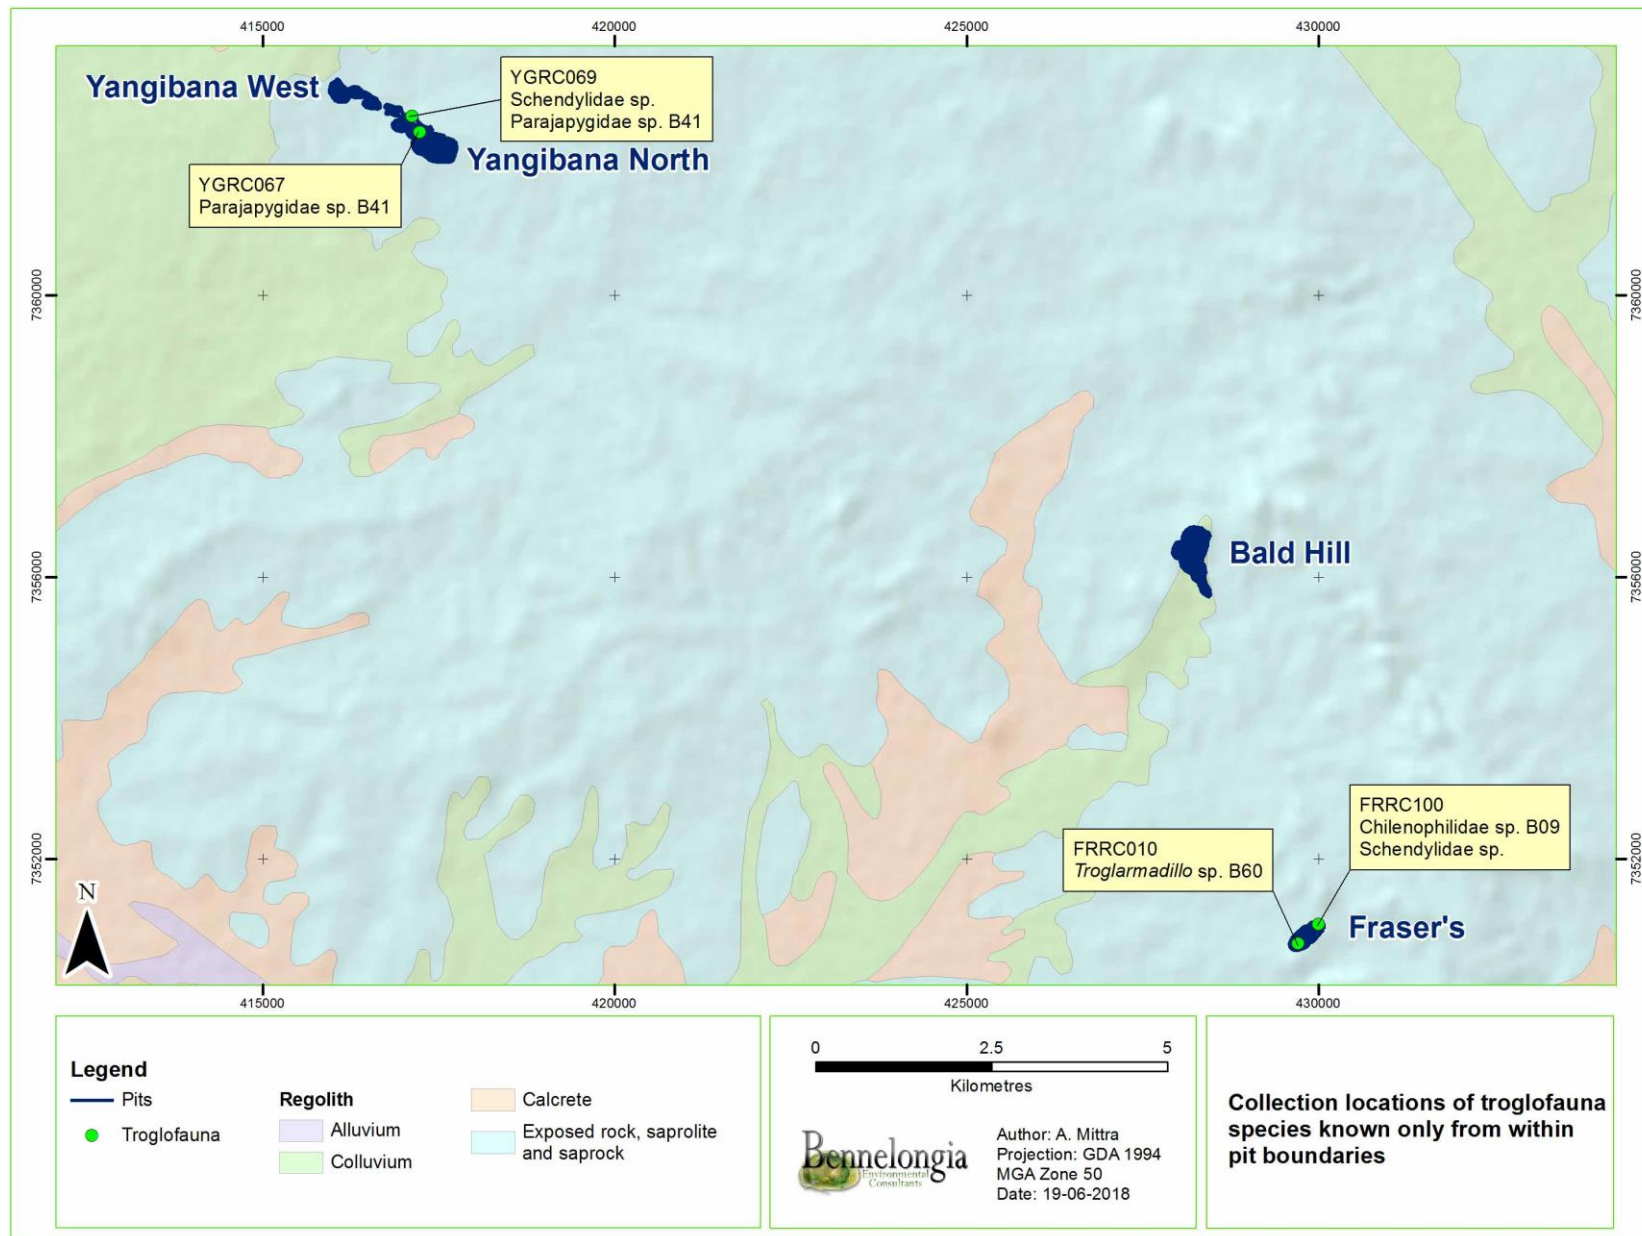 415000
420000
425000
430000
Yangibana West
YGRC069
Schendylidae sp.
Parajapygidae sp. B41
Yangibana North
YGRC067
Parajapygidae sp. B41
7360000
7360000
7356000
7356000
Bald Hill
7352000
7352000
FRRC100
Chilenophilidae sp. B09
Schendylidae sp.
FRRC010
Troglarmadillo sp. B60
Fraser's
N
415000
420000
425000
430000
Legend
Pits
Troglofauna
Regolith
Alluvium
Colluvium
Calcrete
Exposed rock, saprolite
and saprock
0
2.5
5
Kilometres
Bennelongia
Environmental
Consultants
Author: A. Mittra
Projection: GDA 1994
MGA Zone 50
Date: 19-06-2018
Collection locations of troglofauna
species known only from within
pit boundaries